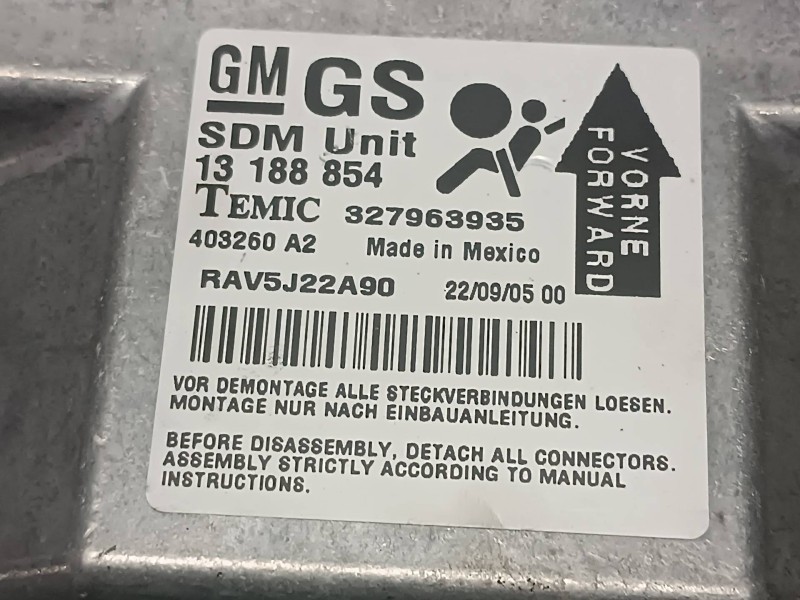 GM GS
SDM Unit
13 188 854
TEMIC 327963935
403260 A2 Made in Mexico
RAV5J22A90 22/09/05 00
VORNE
FORWARD
VOR DEMONTAGE ALLE STECKVERBINDUNGEN LOESEN.
MONTAGE NUR NACH EINBAUANLEITUNG.
BEFORE DISASSEMBLY, DETACH ALL CONNECTORS.
ASSEMBLY STRICTLY ACCORDING TO MANUAL
INSTRUCTIONS.